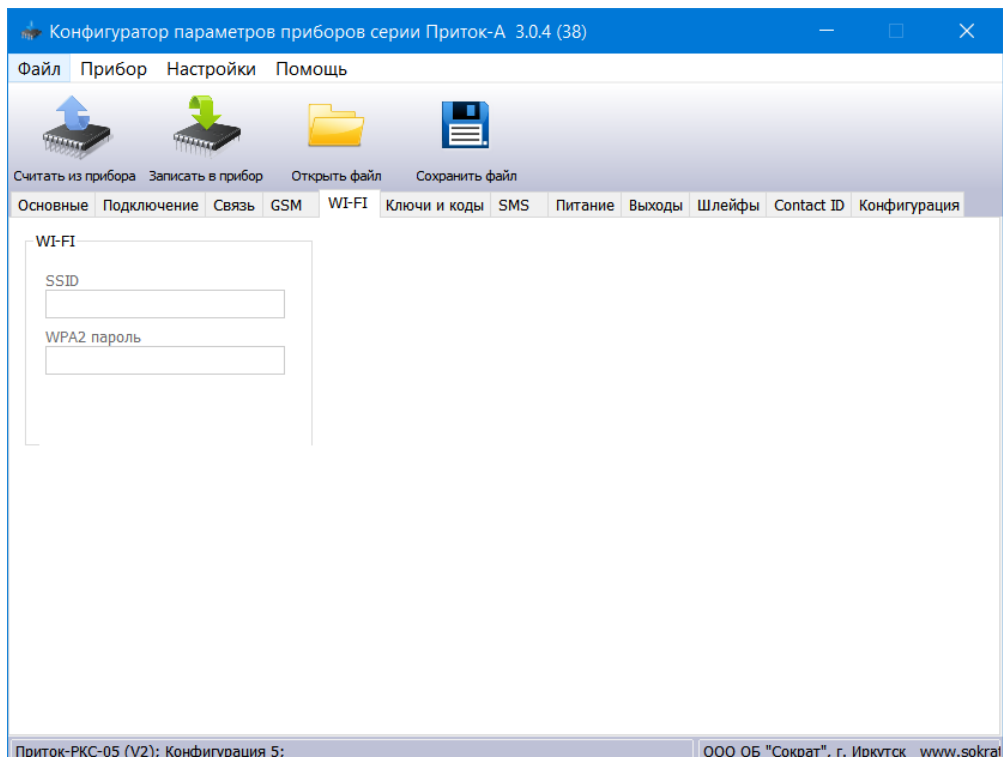 Конфигуратор параметров приборов серии Приток-А 3.0.4 (38)
Файл Прибор Настройки Помощь
Считать из прибора Записать в прибор Открыть файл Сохранить файл
Основные Подключение Связь GSM WI-FI Ключи и коды SMS Питание Выходы Шлейфы Contact ID Конфигурация
WI-FI
SSID
WPA2 пароль
Приток-РКС-05 (V2); Конфигурация 5; ООО ОБ "Сократ", г. Иркутск www.sokrat